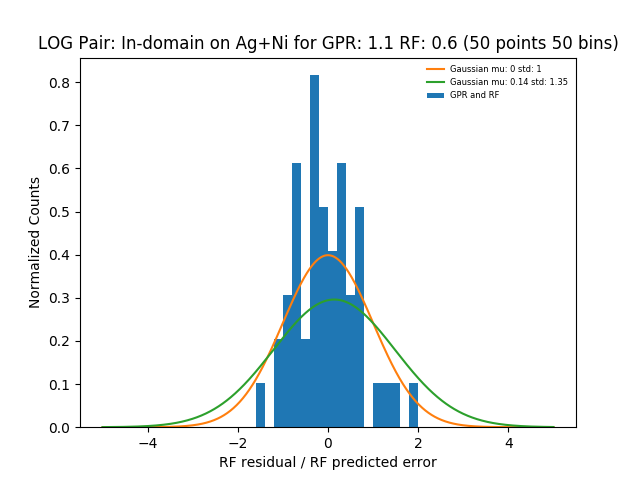 LOG Pair: In-domain on Ag+Ni for GPR: 1.1 RF: 0.6 (50 points 50 bins)
Gaussian mu: 0 std: 1
Gaussian mu: 0.14 std: 1.35
GPR and RF
Normalized Counts
0.8
0.7
0.6
0.5
0.4
0.3
0.2
0.1
0.0
−4 −2 0 2 4
RF residual / RF predicted error